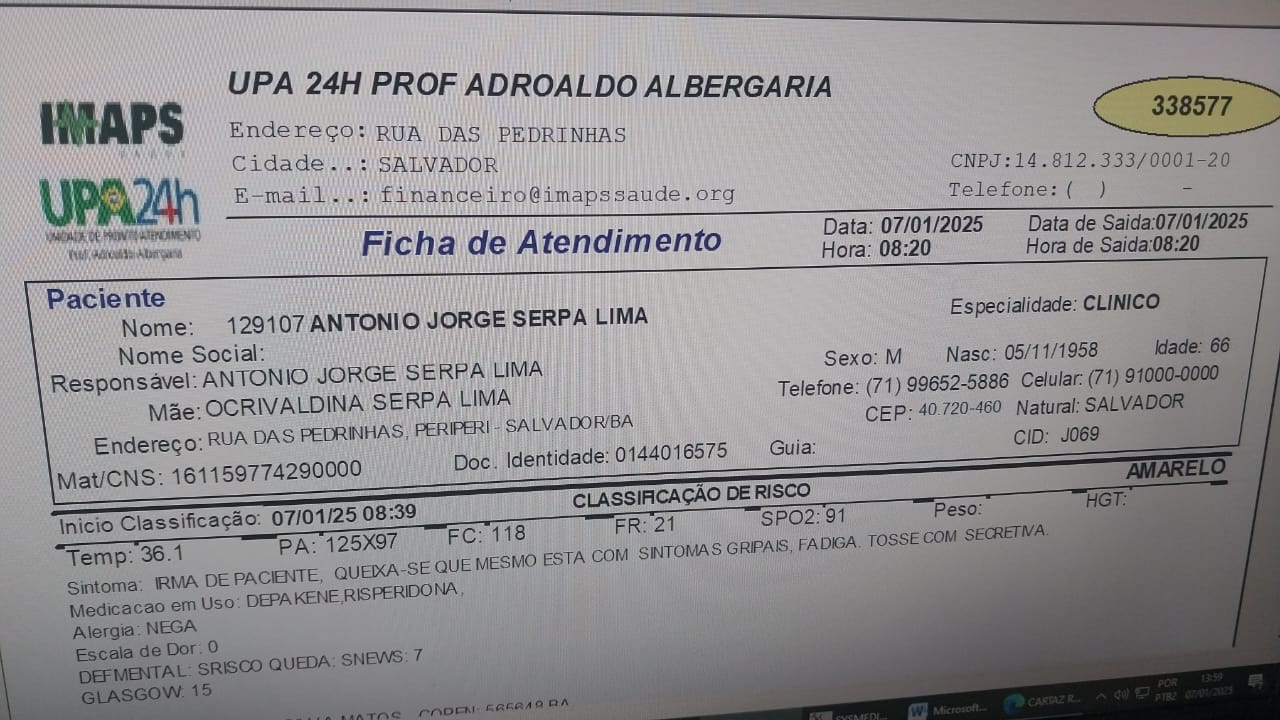 UPA 24H PROF ADROALDO ALBERGARIA
338577
IMAPS
Endereço: RUA DAS PEDRINHAS
Cidade..: SALVADOR
CNPJ:14.812.333/0001-20
E-mail..: financeiro@imapssaude.org
Telefone:(  )      -
UPA24h
UNIDADE DE PRONTO ATENDIMENTO
Prof. Adroaldo Albergaria
Ficha de Atendimento
Data: 07/01/2025 Data de Saida:07/01/2025
Hora: 08:20 Hora de Saida:08:20
Paciente
Nome: 129107 ANTONIO JORGE SERPA LIMA Especialidade: CLINICO
Nome Social:
Sexo: M Nasc: 05/11/1958 Idade: 66
Responsável: ANTONIO JORGE SERPA LIMA
Telefone: (71) 99652-5886 Celular: (71) 91000-0000
Mãe: OCRIVALDINA SERPA LIMA
CEP: 40.720-460 Natural: SALVADOR
Endereço: RUA DAS PEDRINHAS, PERIPERI - SALVADOR/BA
CID: J069
Mat/CNS: 161159774290000 Doc. Identidade: 0144016575 Guia:
CLASSIFICAÇÃO DE RISCO AMARELO
Inicio Classificação: 07/01/25 08:39
Temp: 36.1 PA: 125X97 FC: 118 FR: 21 SPO2: 91 Peso: HGT:
Sintoma: IRMA DE PACIENTE, QUEIXA-SE QUE MESMO ESTA COM SINTOMAS GRIPAIS, FADIGA. TOSSE COM SECRETIVA.
Medicacao em Uso: DEPAKENE,RISPERIDONA,
Alergia: NEGA
Escala de Dor: 0
DEFMENTAL: SRISCO QUEDA: SNEWS: 7
GLASGOW: 15
MATOS COREN:
SYSMEDI... Microsoft... CARTAZ R...
POR
PTB2
13:59
07/01/2025